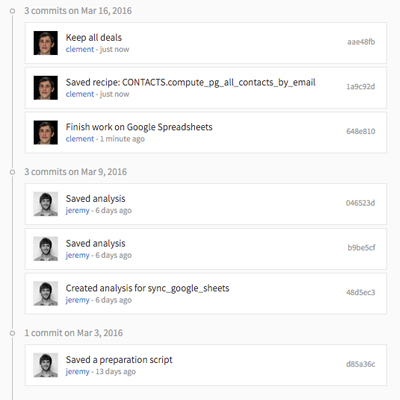 3 commits on Mar 16, 2016
Keep all deals
clement - just now
aae48fb
Saved recipe: CONTACTS.compute_pg_all_contacts_by_email
clement - just now
1a9c92d
Finish work on Google Spreadsheets
clement - 1 minute ago
648e810
3 commits on Mar 9, 2016
Saved analysis
jeremy - 6 days ago
046523d
Saved analysis
jeremy - 6 days ago
b9be5cf
Created analysis for sync_google_sheets
jeremy - 6 days ago
48d5ec3
1 commit on Mar 3, 2016
Saved a preparation script
jeremy - 13 days ago
d85a36c